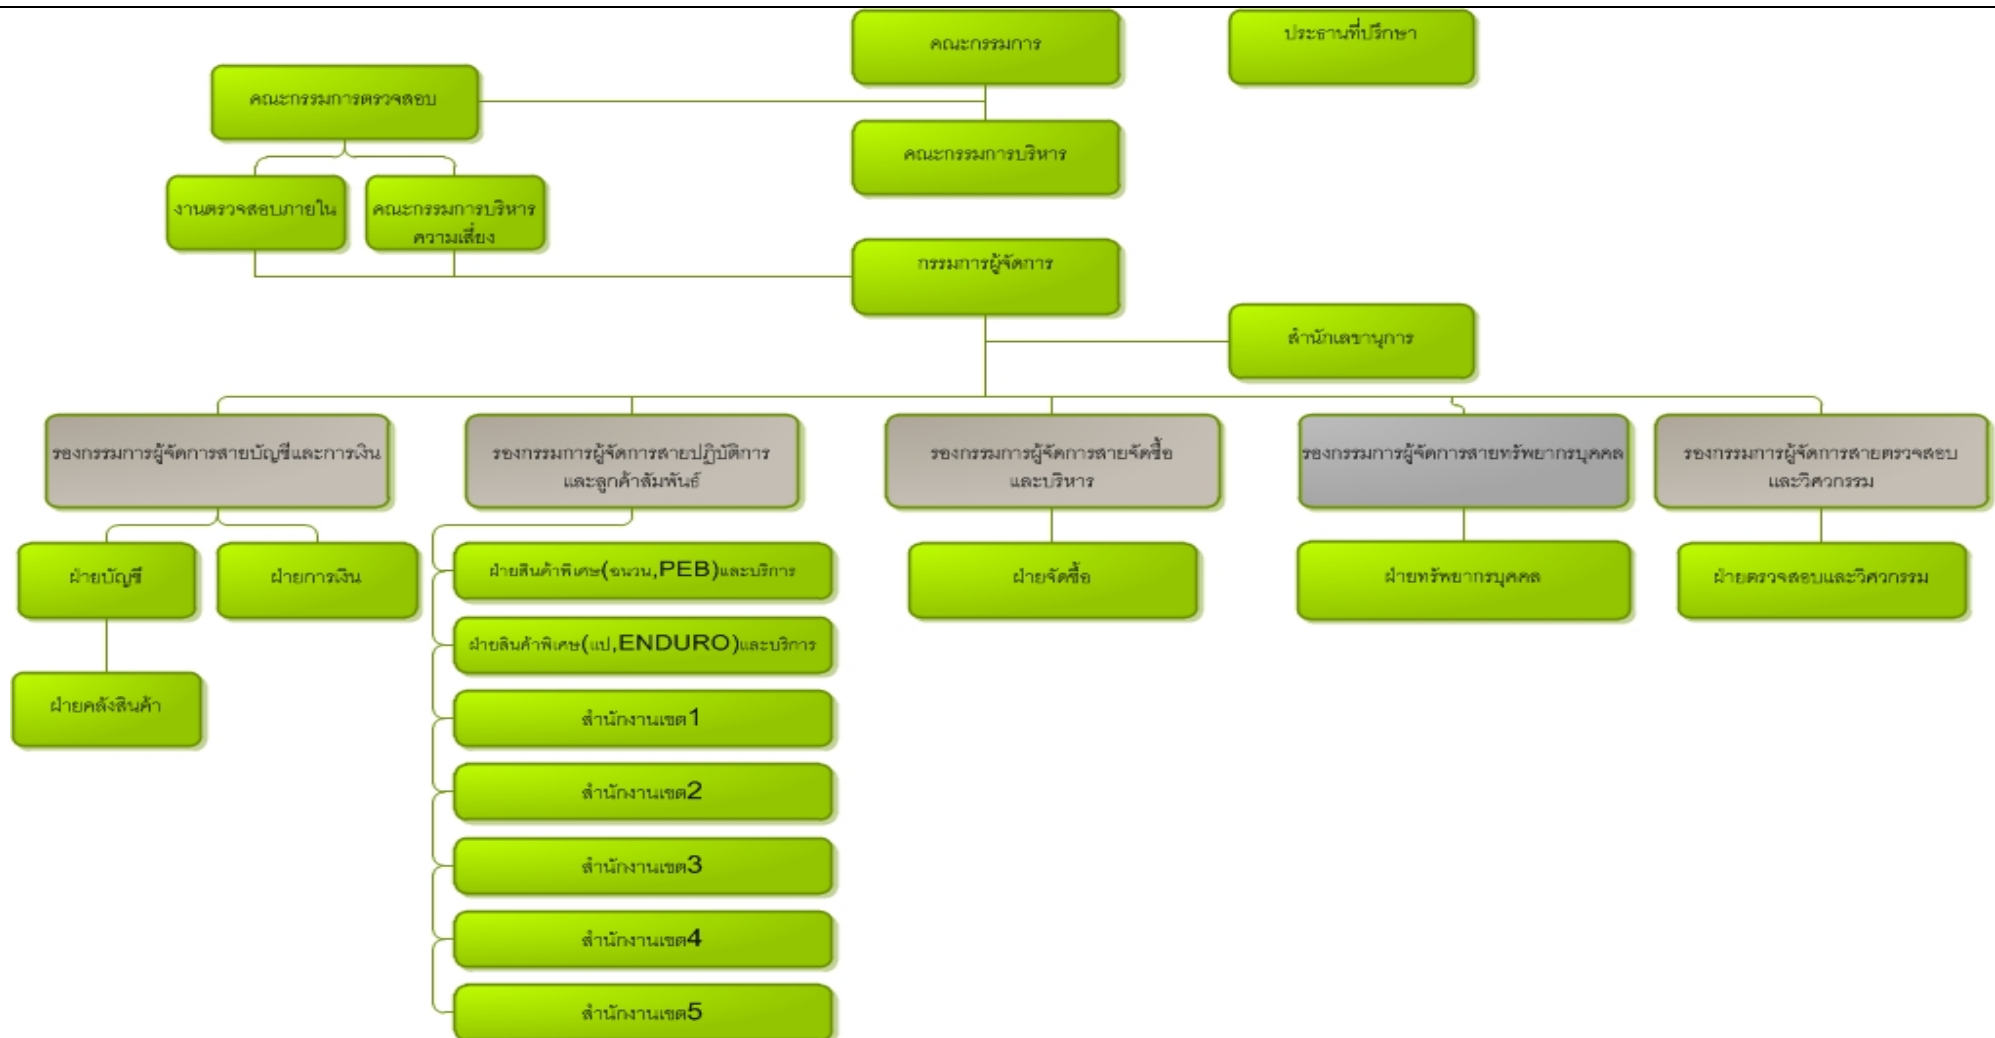 คณะกรรมการ
ประธานที่ปรึกษา
คณะกรรมการตรวจสอบ
คณะกรรมการบริหาร
งานตรวจสอบภายใน
คณะกรรมการบริหาร
ความเสี่ยง
กรรมการผู้จัดการ
สำนักเลขานุการ
รองกรรมการผู้จัดการสายบัญชีและการเงิน
รองกรรมการผู้จัดการสายปฏิบัติการ
และลูกค้าสัมพันธ์
รองกรรมการผู้จัดการสายจัดซื้อ
และบริหาร
รองกรรมการผู้จัดการสายทรัพยากรบุคคล
รองกรรมการผู้จัดการสายตรวจสอบ
และวิศวกรรม
ฝ่ายบัญชี
ฝ่ายการเงิน
ฝ่ายสินค้าพิเศษ(ฉนวน,PEB)และบริการ
ฝ่ายจัดซื้อ
ฝ่ายทรัพยากรบุคคล
ฝ่ายตรวจสอบและวิศวกรรม
ฝ่ายสินค้าพิเศษ(แป,ENDURO)และบริการ
ฝ่ายคลังสินค้า
สำนักงานเขต1
สำนักงานเขต2
สำนักงานเขต3
สำนักงานเขต4
สำนักงานเขต5